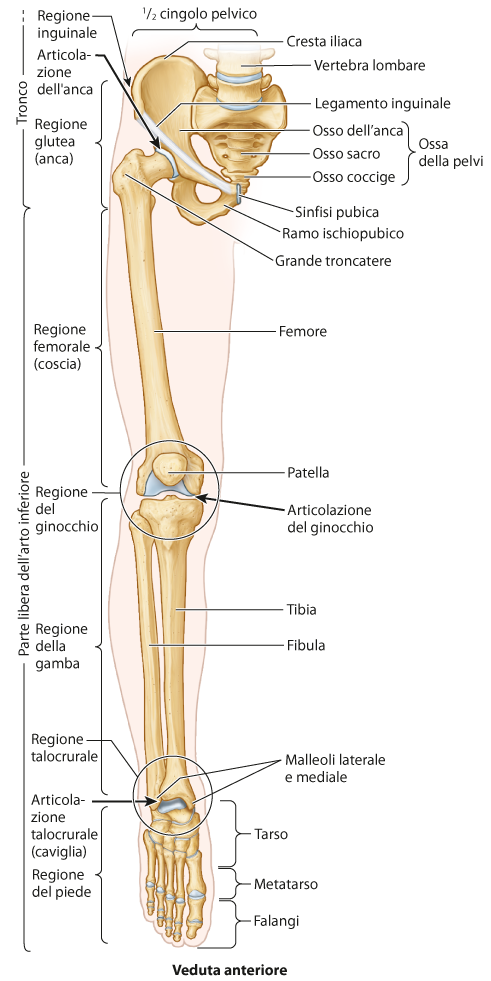 Regione
inguinale
1/2 cingolo pelvico
Articola-
zione
dell'anca
Cresta iliaca
Vertebra lombare
Tronco
Legamento inguinale
Regione
glutea
(anca)
Osso dell'anca
Osso sacro
Osso coccige
Ossa
della pelvi
Sinfisi pubica
Ramo ischiopubico
Grande troncatere
Regione
femorale
(coscia)
Femore
Patella
Regione
del
ginocchio
Articolazione
del ginocchio
Parte libera dell'arto inferiore
Tibia
Regione
della
gamba
Fibula
Regione
talocrurale
Malleoli laterale
e mediale
Articola-
zione
talocrurale
(caviglia)
Tarso
Regione
del piede
Metatarso
Falangi
Veduta anteriore